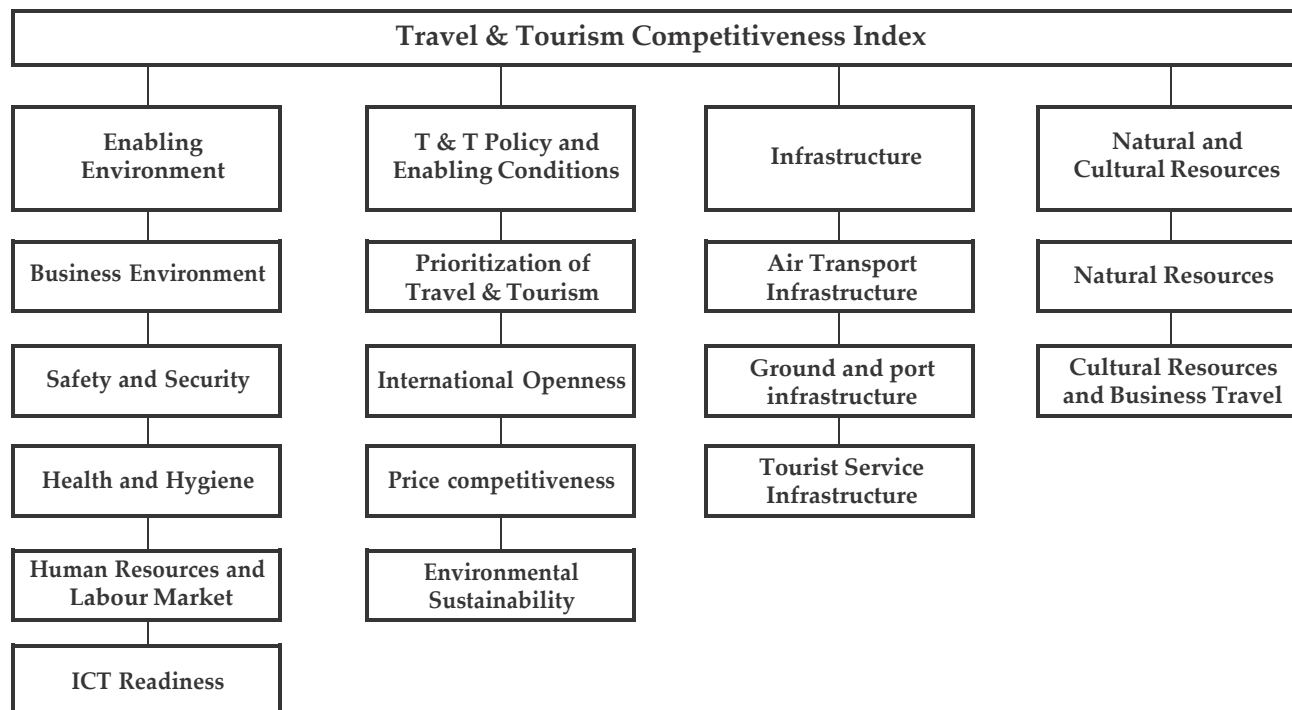 Travel & Tourism Competitiveness Index
Enabling
Environment
T & T Policy and
Enabling Conditions
Infrastructure
Natural and
Cultural Resources
Business Environment
Prioritization of
Travel & Tourism
Air Transport
Infrastructure
Natural Resources
Safety and Security
International Openness
Ground and port
infrastructure
Cultural Resources
and Business Travel
Health and Hygiene
Price competitiveness
Tourist Service
Infrastructure
Human Resources and
Labour Market
Environmental
Sustainability
ICT Readiness